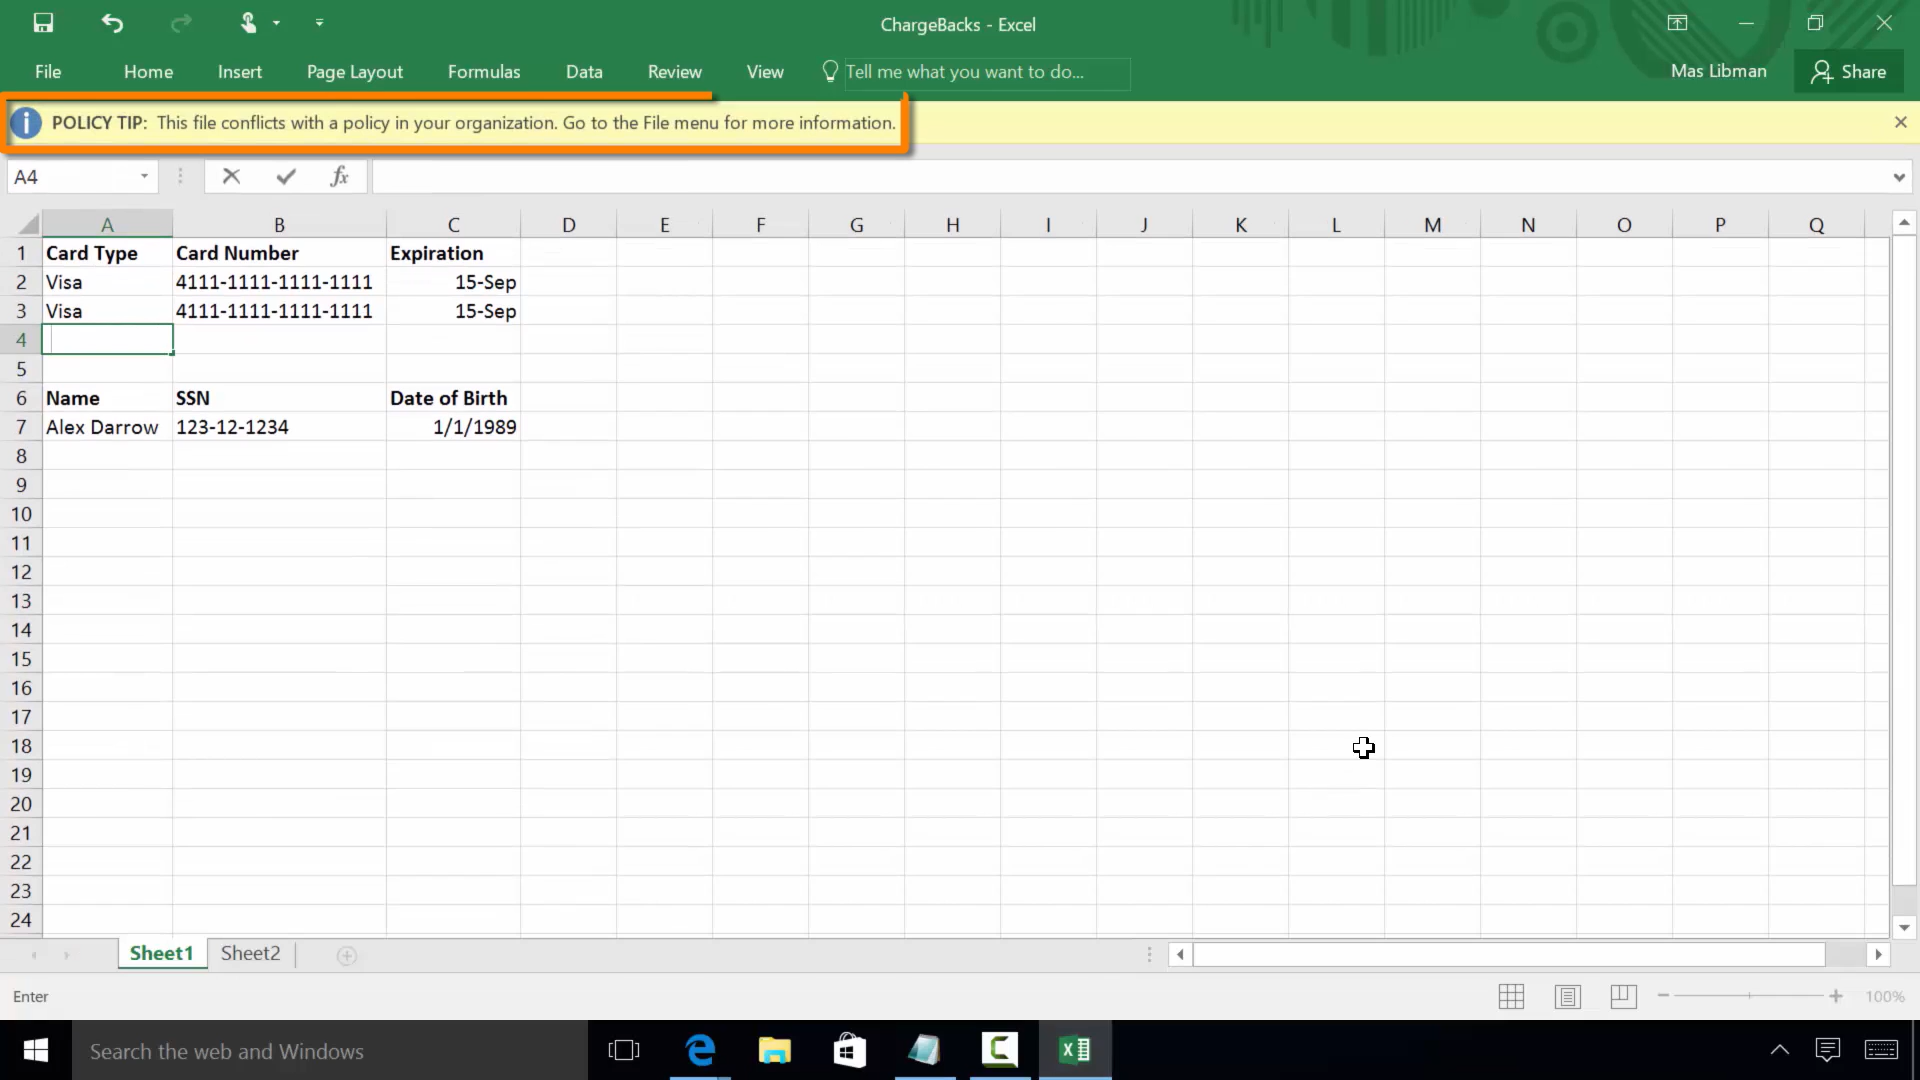 ChargeBacks - Excel
File Home Insert Page Layout Formulas Data Review View Tell me what you want to do... Mas Libman Share
POLICY TIP: This file conflicts with a policy in your organization. Go to the File menu for more information.
A4 fx
A B C D E F G H I J K L M N O P Q
1 Card Type Card Number Expiration
2 Visa 4111-1111-1111-1111 15-Sep
3 Visa 4111-1111-1111-1111 15-Sep
4
5
6 Name SSN Date of Birth
7 Alex Darrow 123-12-1234 1/1/1989
8
9
10
11
12
13
14
15
16
17
18
19
20
21
22
23
24
Sheet1 Sheet2
Enter 100%
Search the web and Windows